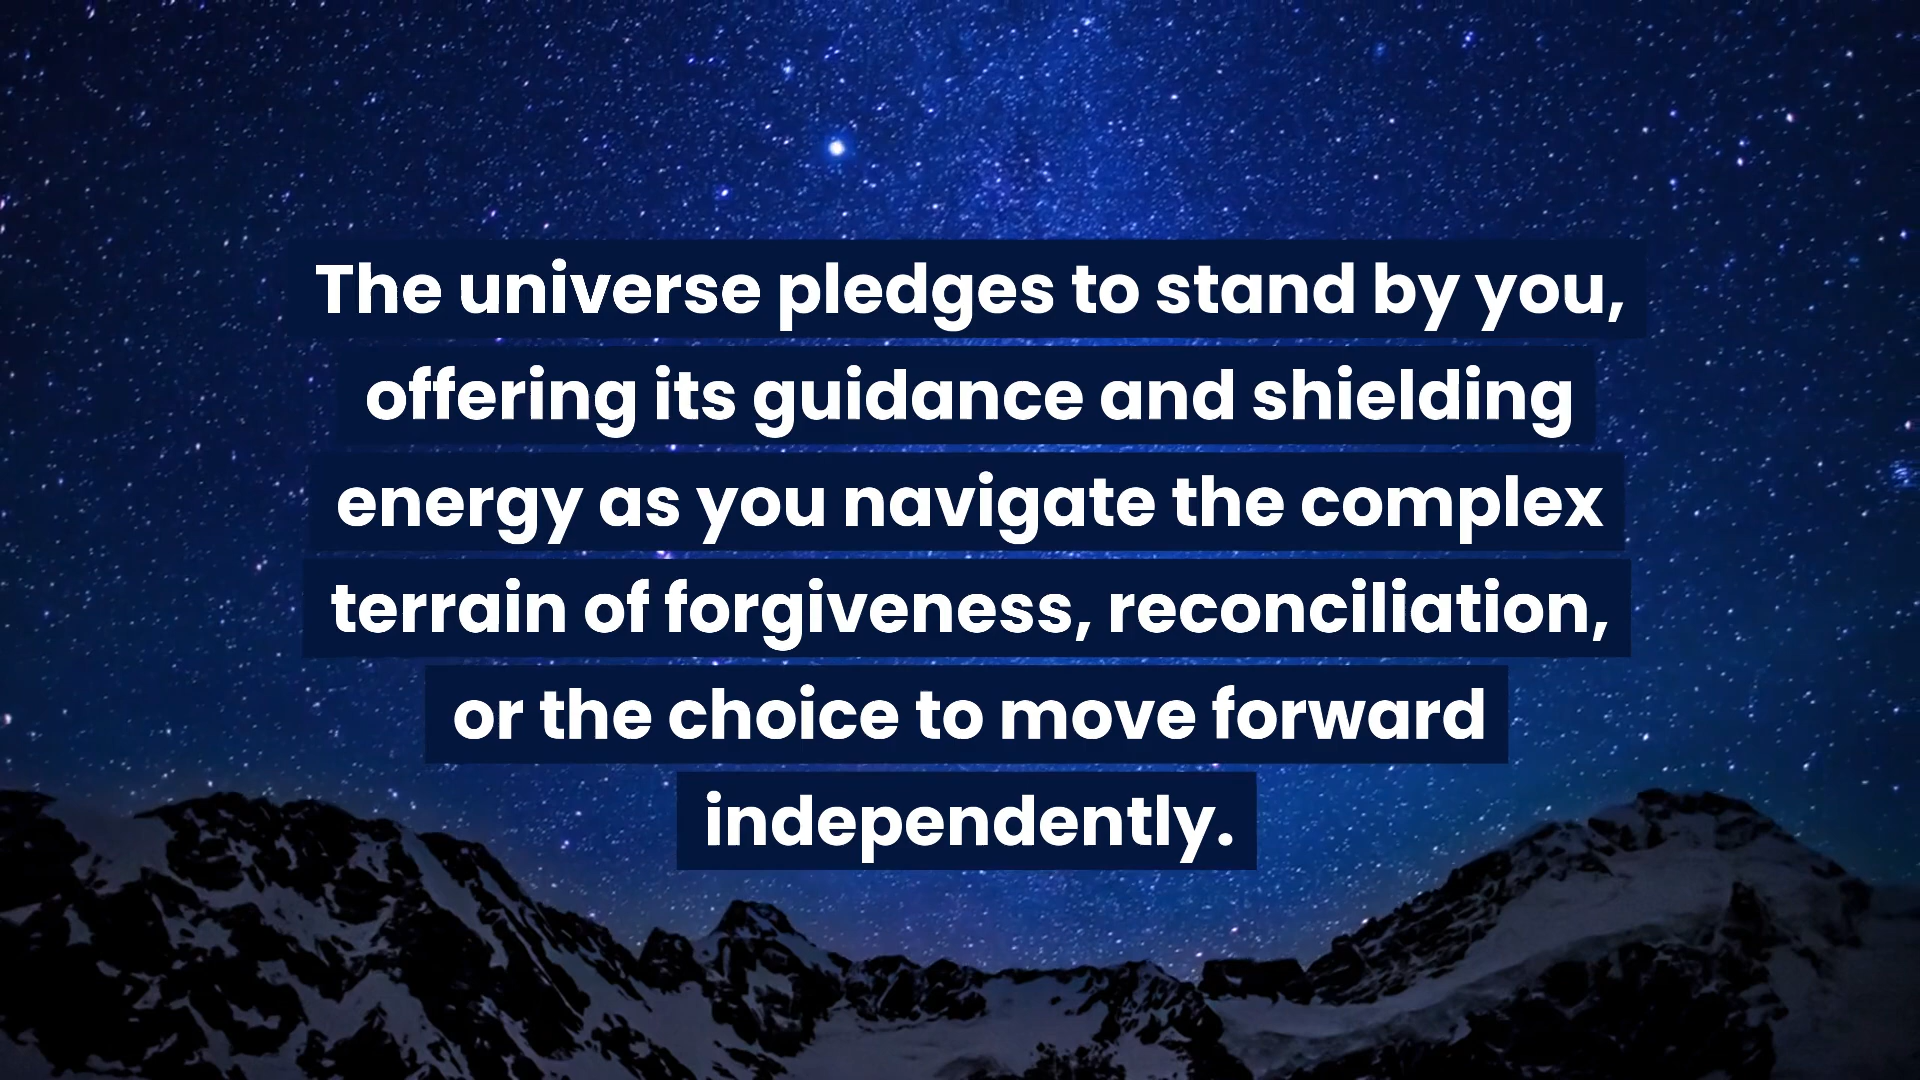 The universe pledges to stand by you,
offering its guidance and shielding
energy as you navigate the complex
terrain of forgiveness, reconciliation,
or the choice to move forward
independently.